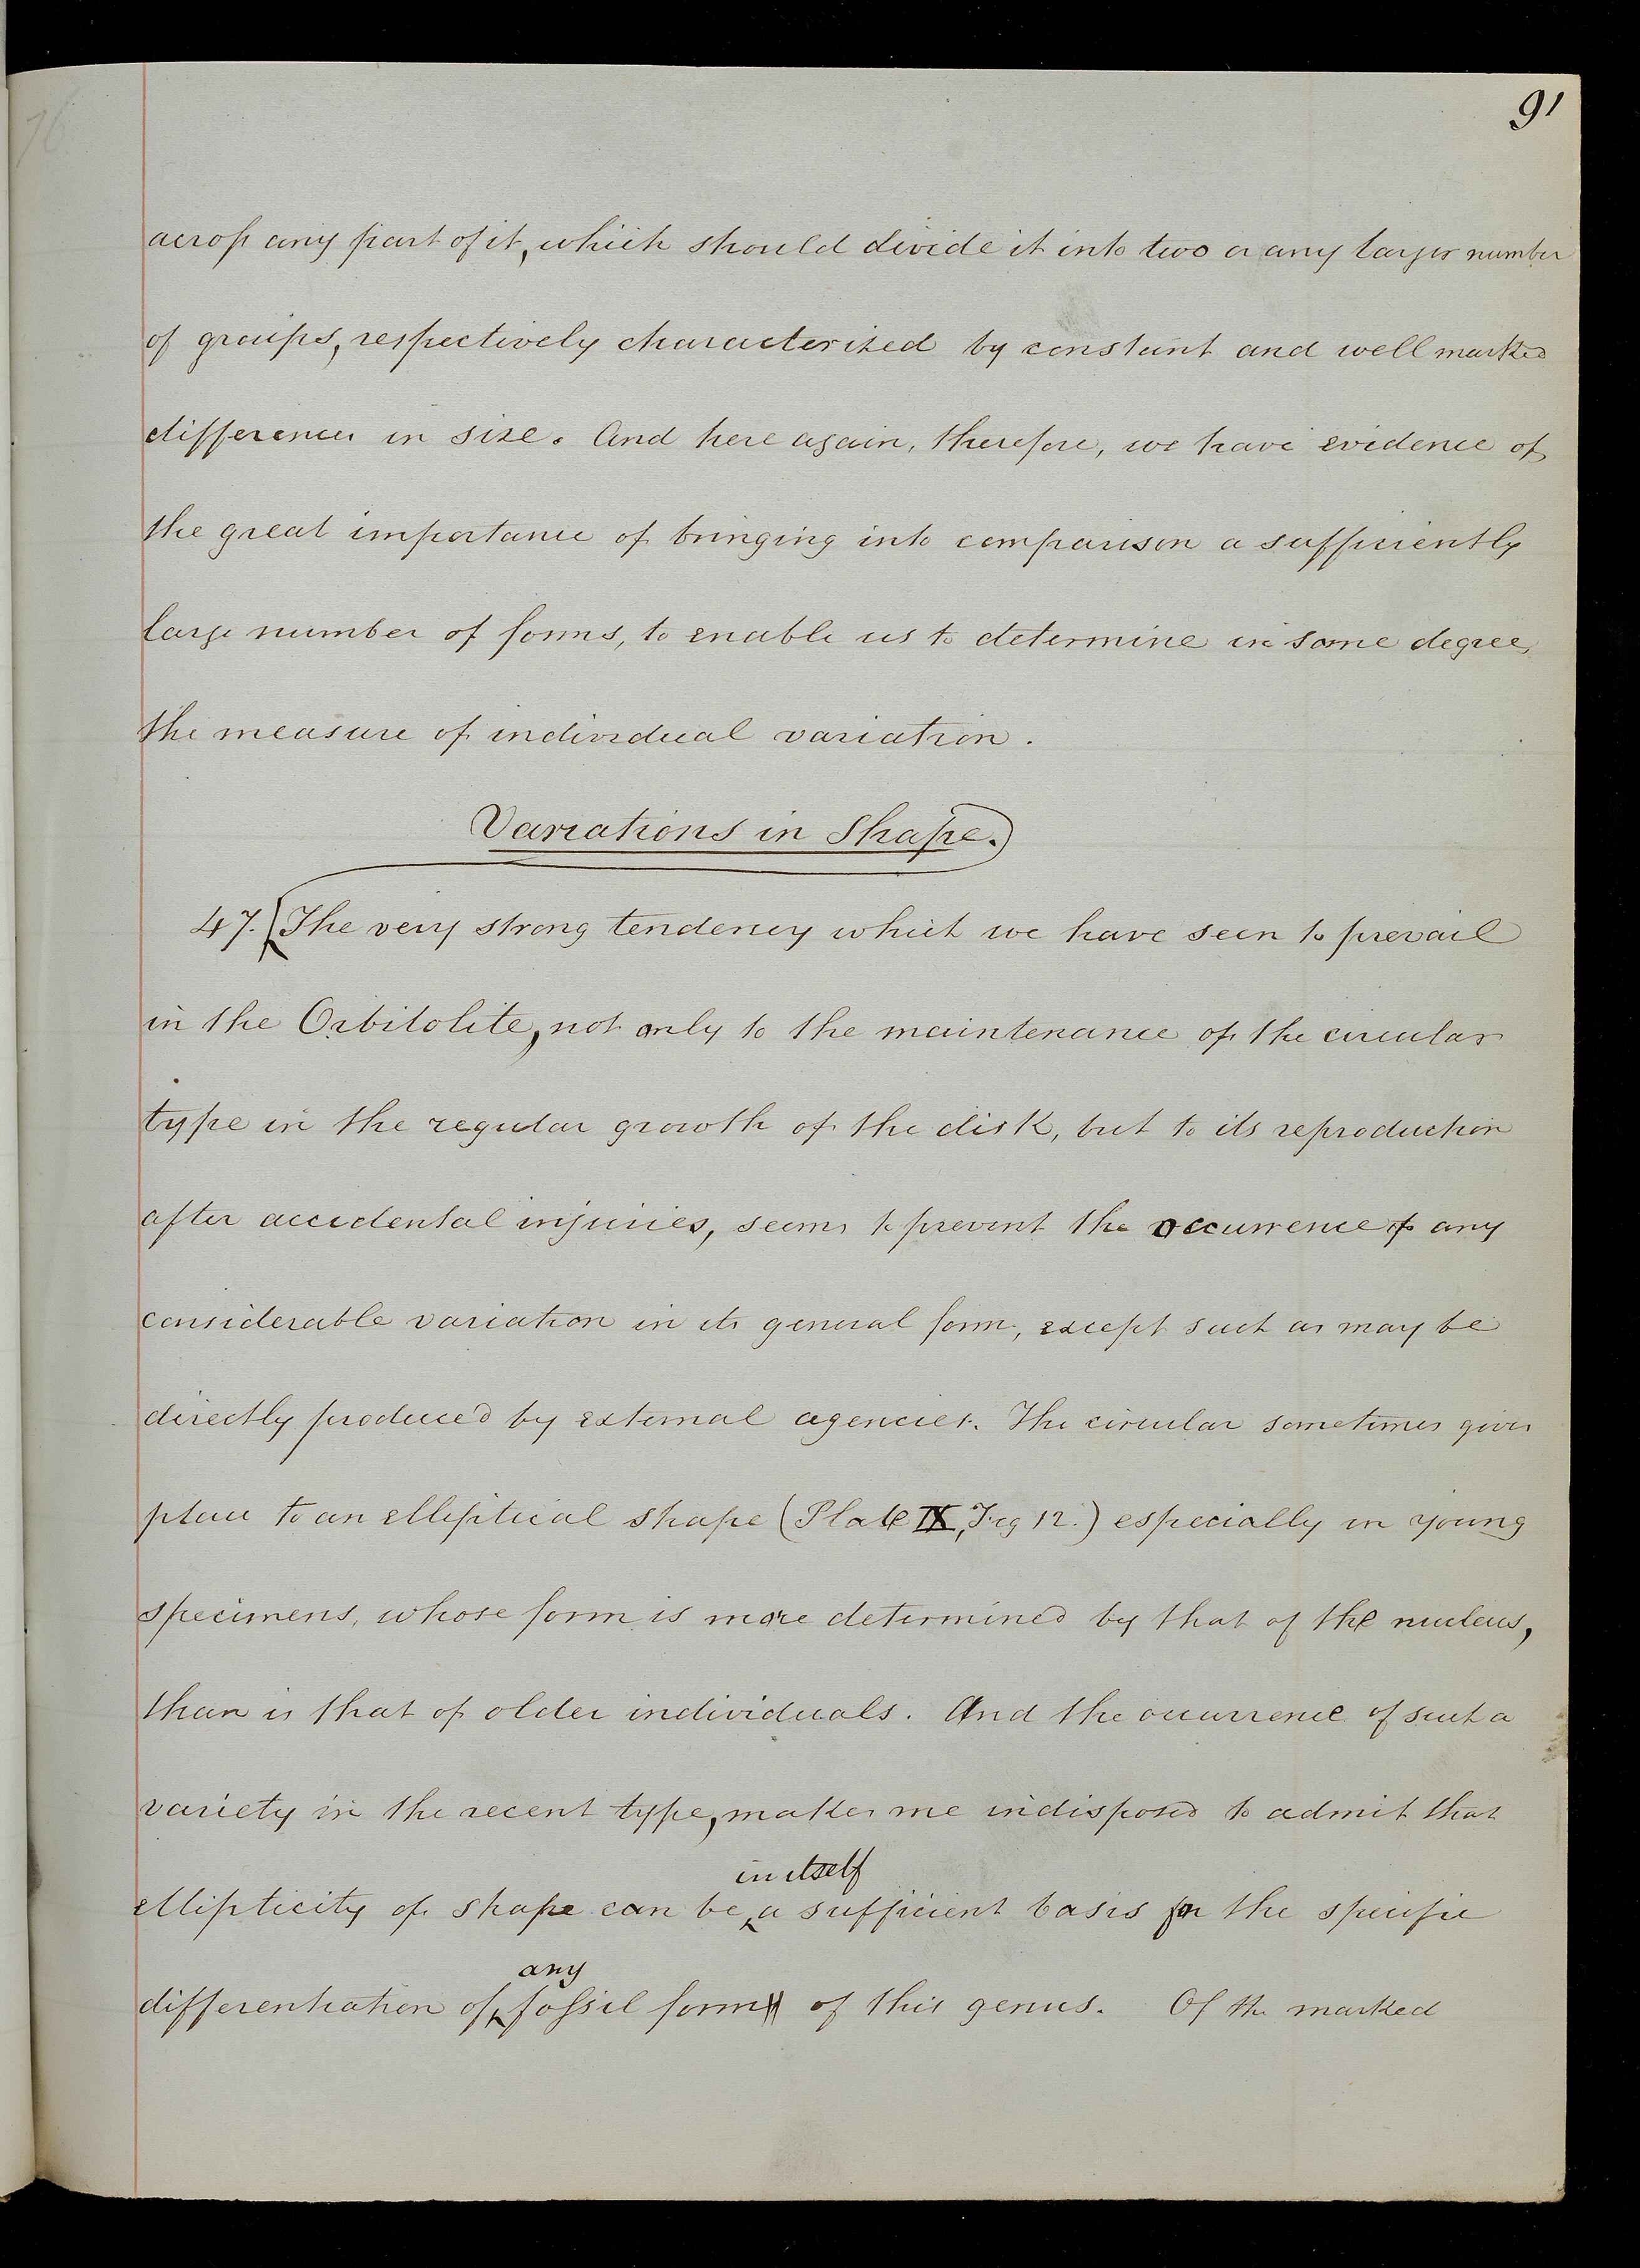 91
across any part of it, which should divide it into two or any larger number
of groups, respectively characterized by constant and well marked
differences in size. And here again, therefore, we have evidence of
the great importance of bringing into comparison a sufficiently
large number of forms, to enable us to determine in some degree
the measure of individual variation.
Variations in Shape.
47. The very strong tendency which we have seen to prevail
in the Orbitolite, not only to the maintenance of the circular
type in the regular growth of the disk, but to its reproduction
after accidental injuries, seems to prevent the occurrence of any
considerable variation in its general form, except such as may be
directly produced by external agencies. The circular sometimes gives
place to an elliptical shape (Plate IX, Fig 12.) especially in young
specimens, whose form is more determined by that of the nucleus,
than is that of older individuals. And the occurrence of such a
variety in the recent type, makes me indisposed to admit that
in itself
ellipticity of shape can be a sufficient basis for the specific
any
differentiation of fossil form of this genus. Of the marked